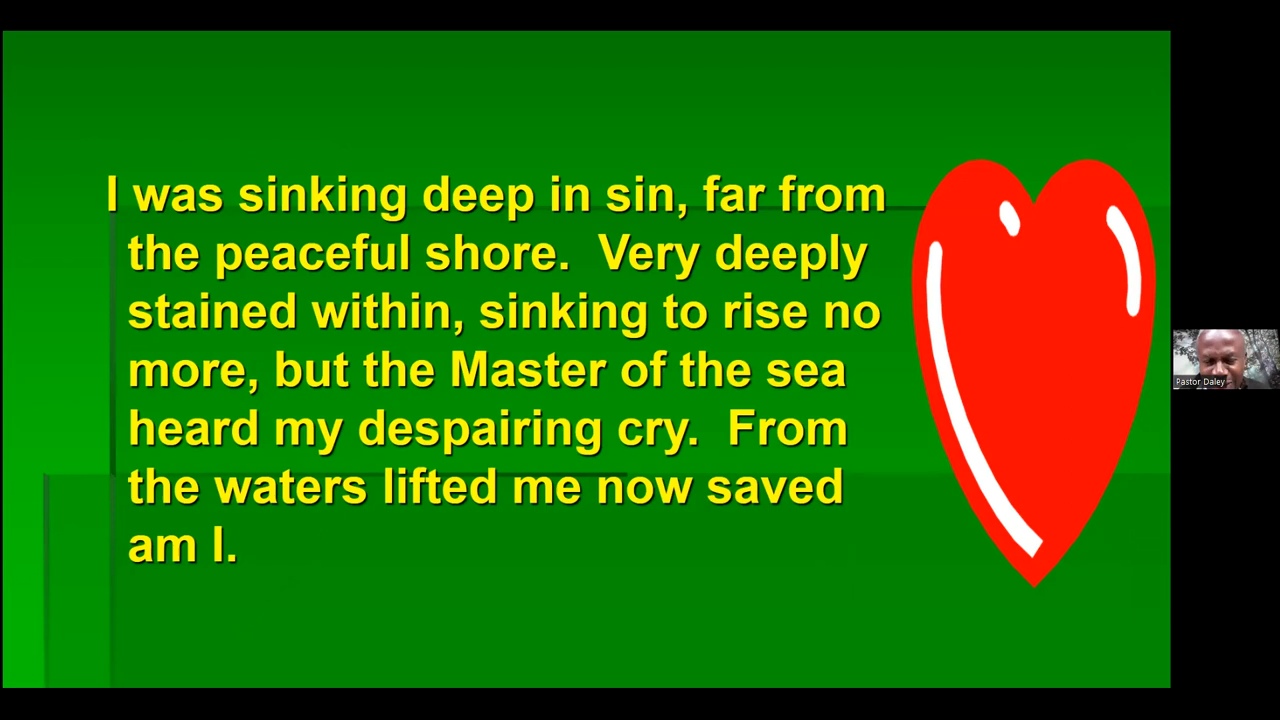 I was sinking deep in sin, far from
the peaceful shore.  Very deeply
stained within, sinking to rise no
more, but the Master of the sea
heard my despairing cry.  From
the waters lifted me now saved
am I.
Pastor Daley